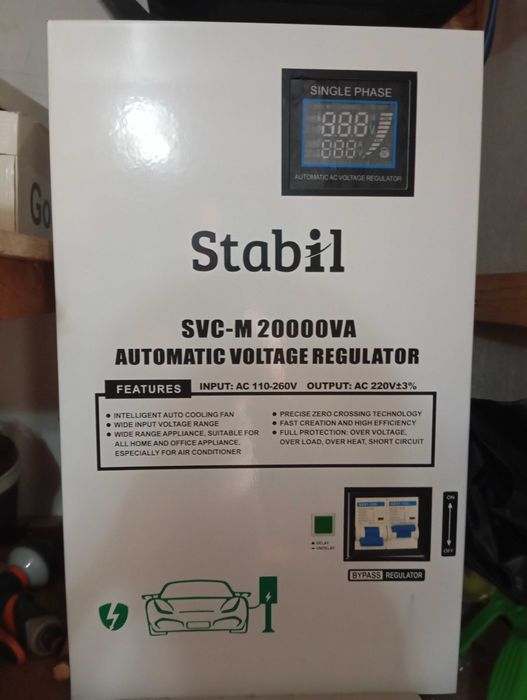 SINGLE PHASE
888
888
AUTOMATIC AC VOLTAGE REGULATOR
Go
Stabil
SVC-M 20000VA
AUTOMATIC VOLTAGE REGULATOR
FEATURES
INPUT: AC 110-260V OUTPUT: AC 220V±3%
● INTELLIGENT AUTO COOLING FAN
● WIDE INPUT VOLTAGE RANGE
● WIDE RANGE APPLIANCE, SUITABLE FOR
ALL HOME AND OFFICE APPLIANCE.
ESPECIALLY FOR AIR CONDITIONER
● PRECISE ZERO CROSSING TECHNOLOGY
● FAST CREATION AND HIGH EFFICIENCY
● FULL PROTECTION: OVER VOLTAGE,
OVER LOAD, OVER HEAT, SHORT CIRCUIT
ON
OFF
DELAY
UNDELAY
BYPASS REGULATOR